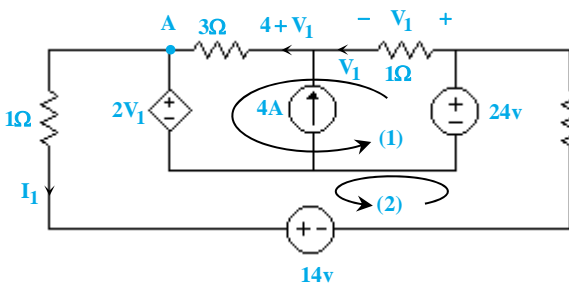 A 3Ω 4+V₁ − V₁ +
V₁ 1Ω
1Ω 2V₁ + − 4A + − 24v
(1)
I₁ (2)
+ -
14v